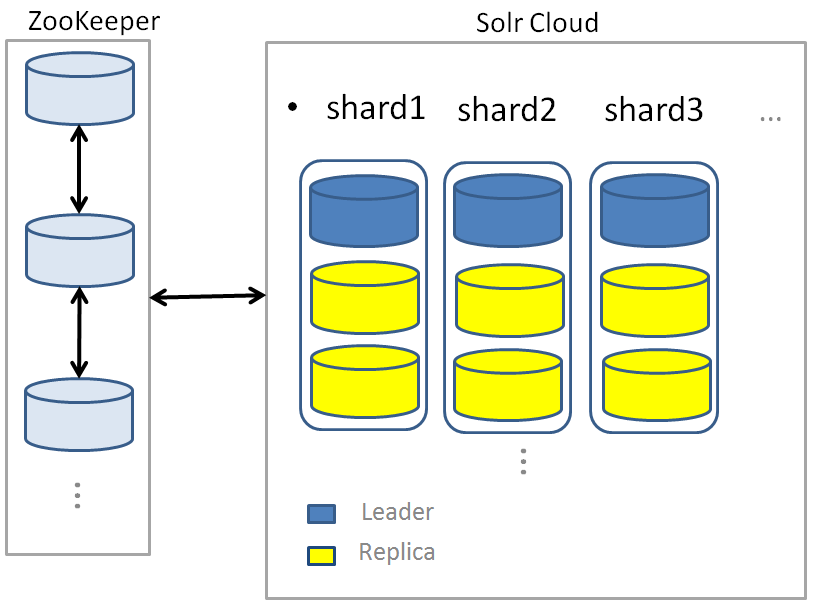 ZooKeeper
Solr Cloud
• shard1 shard2 shard3 ...
Leader
Replica